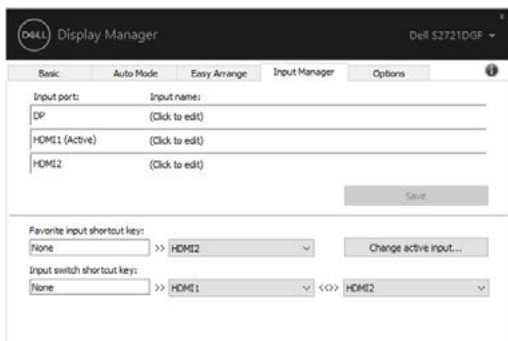 DELL Display Manager Dell S2721DGF
Basic Auto Mode Easy Arrange Input Manager Options
Input port: Input name:
DP (Click to edit)
HDMI1 (Active) (Click to edit)
HDMI2 (Click to edit)
Save
Favorite input shortcut key:
None >> HDMI2 Change active input...
Input switch shortcut key:
None >> HDMI1 <<>> HDMI2